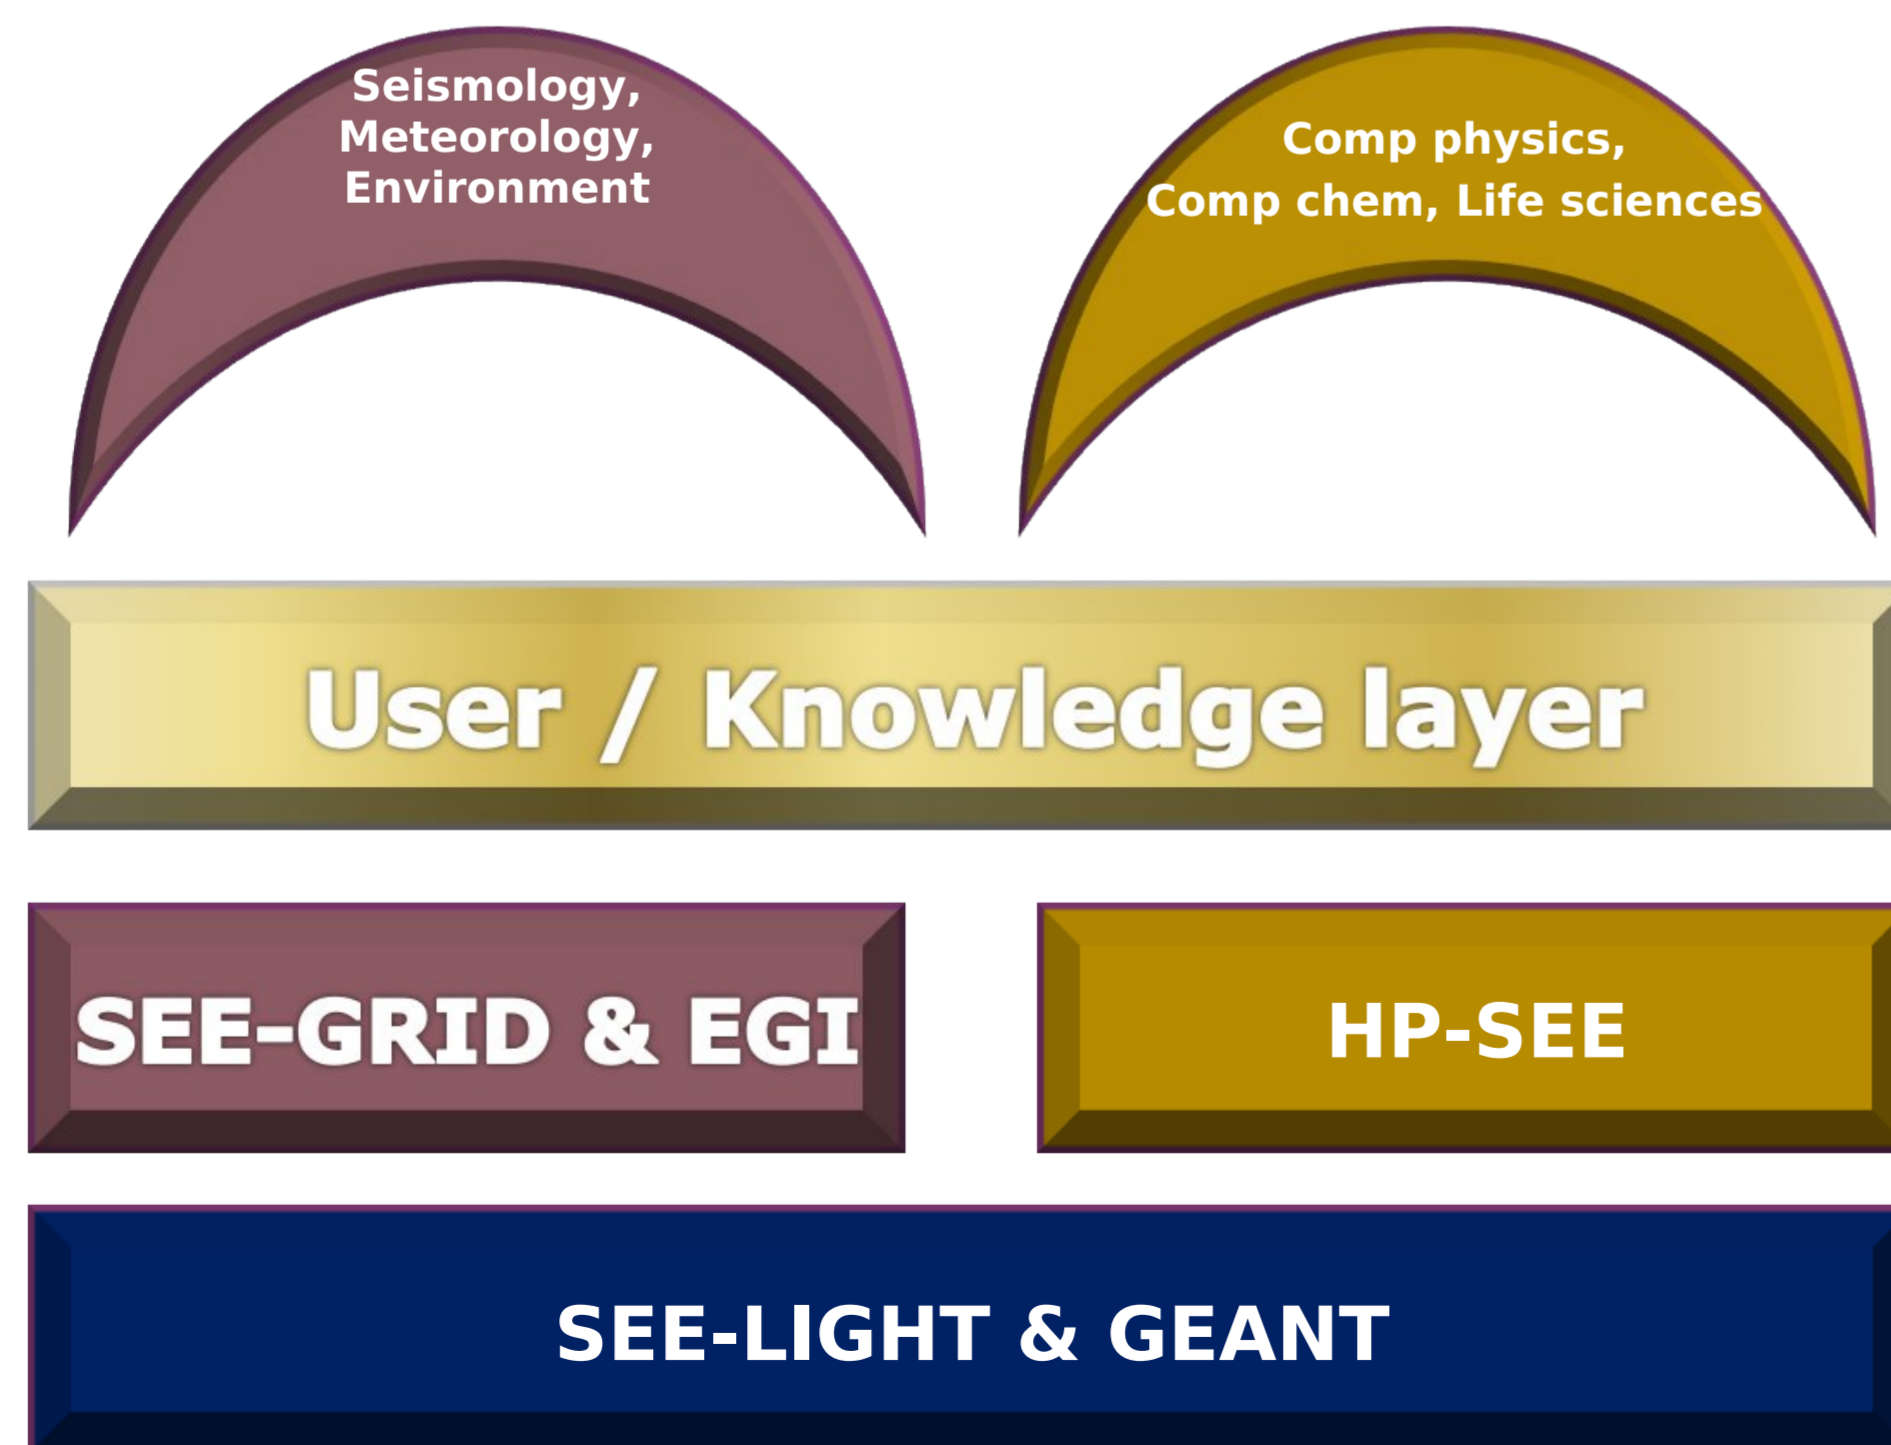 Seismology,
Meteorology,
Environment
Comp physics,
Comp chem, Life sciences
User / Knowledge layer
SEE-GRID & EGI
HP-SEE
SEE-LIGHT & GEANT